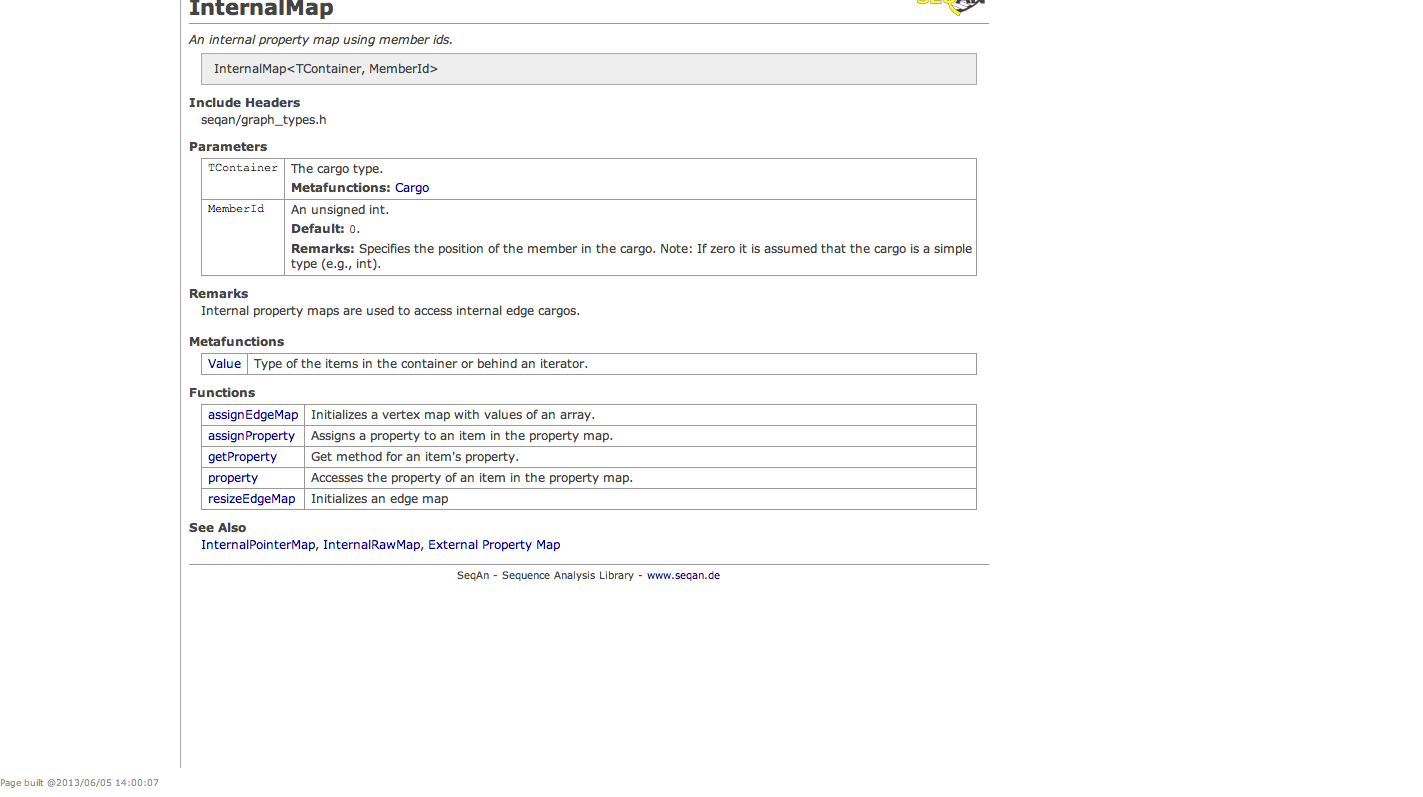 InternalMap
An internal property map using member ids.
InternalMap<TContainer, MemberId>
Include Headers
seqan/graph_types.h
Parameters
TContainer The cargo type.
Metafunctions: Cargo
MemberId An unsigned int.
Default: 0.
Remarks: Specifies the position of the member in the cargo. Note: If zero it is assumed that the cargo is a simple
type (e.g., int).
Remarks
Internal property maps are used to access internal edge cargos.
Metafunctions
Value Type of the items in the container or behind an iterator.
Functions
assignEdgeMap Initializes a vertex map with values of an array.
assignProperty Assigns a property to an item in the property map.
getProperty Get method for an item's property.
property Accesses the property of an item in the property map.
resizeEdgeMap Initializes an edge map
See Also
InternalPointerMap, InternalRawMap, External Property Map
SeqAn - Sequence Analysis Library - www.seqan.de
Page built @2013/06/05 14:00:07